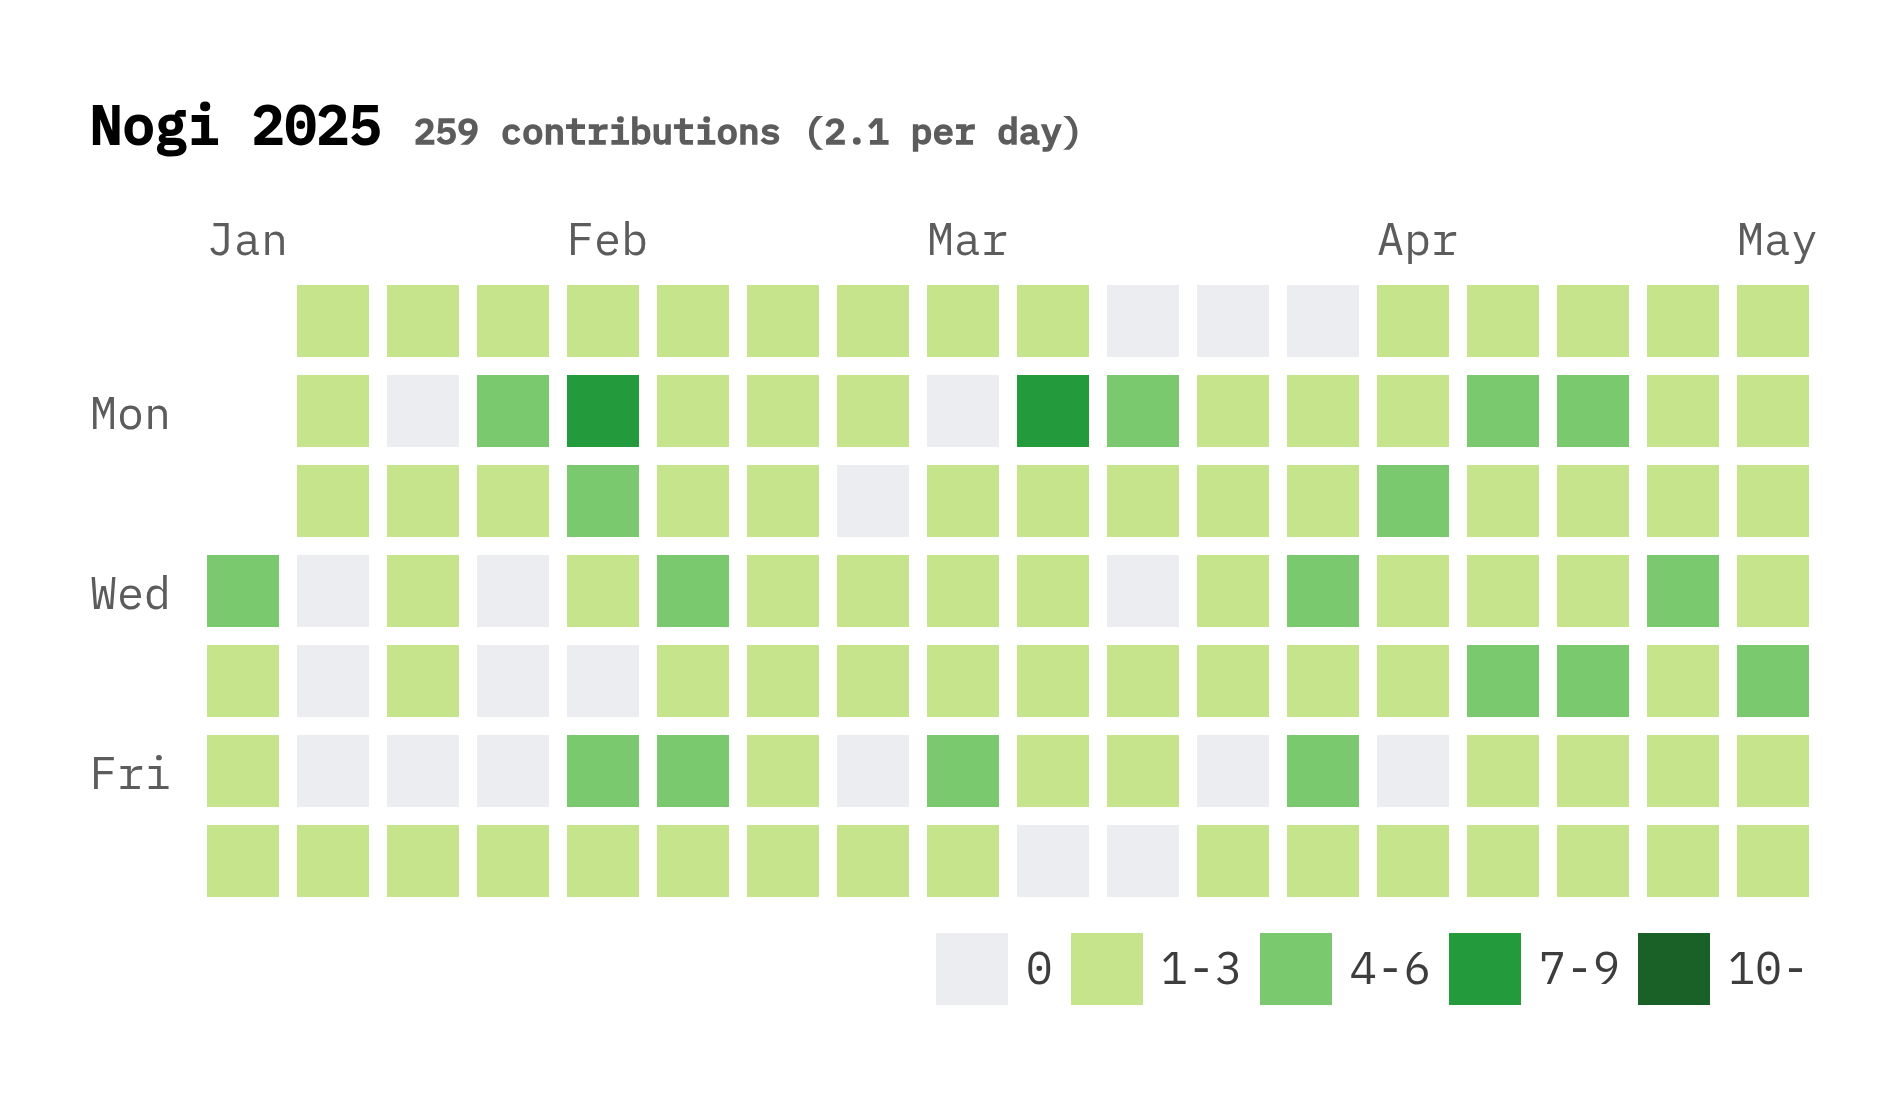 Nogi 2025 259 contributions (2.1 per day)
Jan Feb Mar Apr May
Mon
Wed
Fri
0 1-3 4-6 7-9 10-